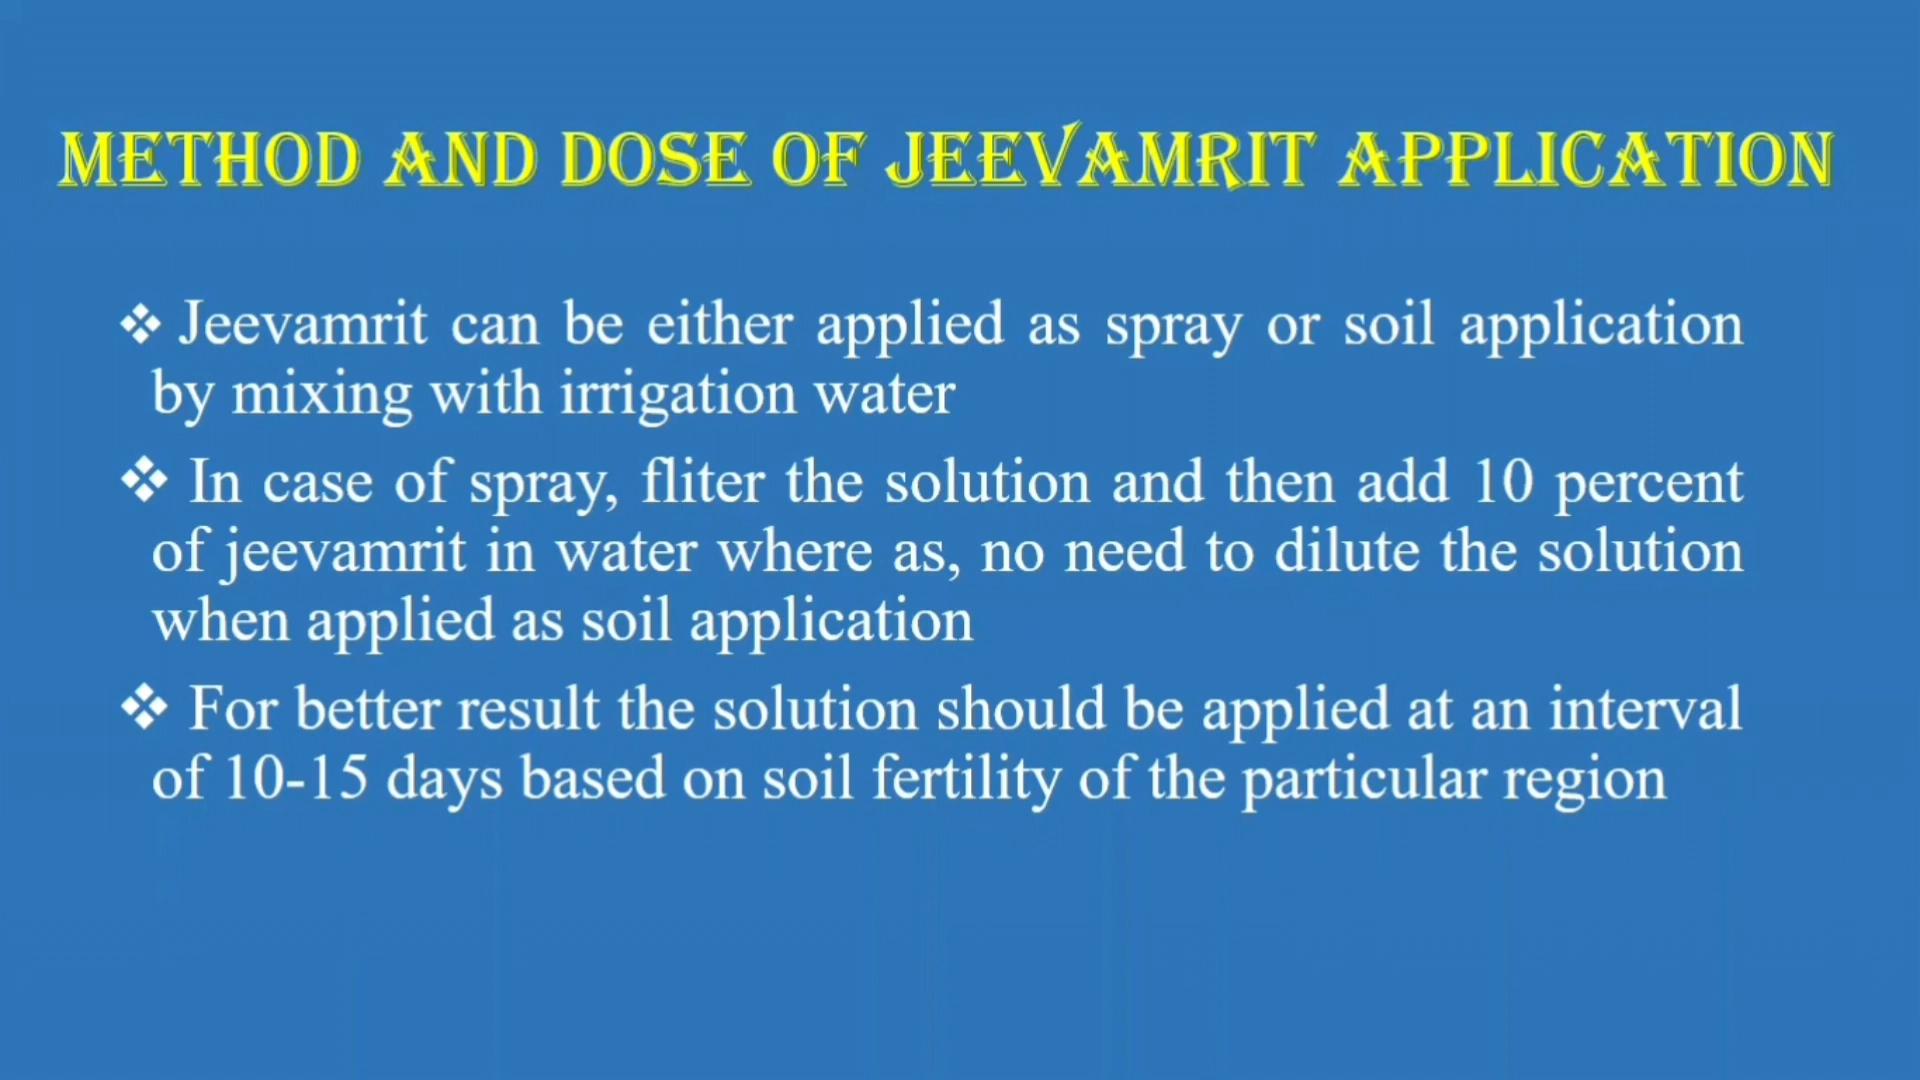 METHOD AND DOSE OF JEEVAMRIT APPLICATION
❖ Jeevamrit can be either applied as spray or soil application
by mixing with irrigation water
❖ In case of spray, fliter the solution and then add 10 percent
of jeevamrit in water where as, no need to dilute the solution
when applied as soil application
❖ For better result the solution should be applied at an interval
of 10-15 days based on soil fertility of the particular region